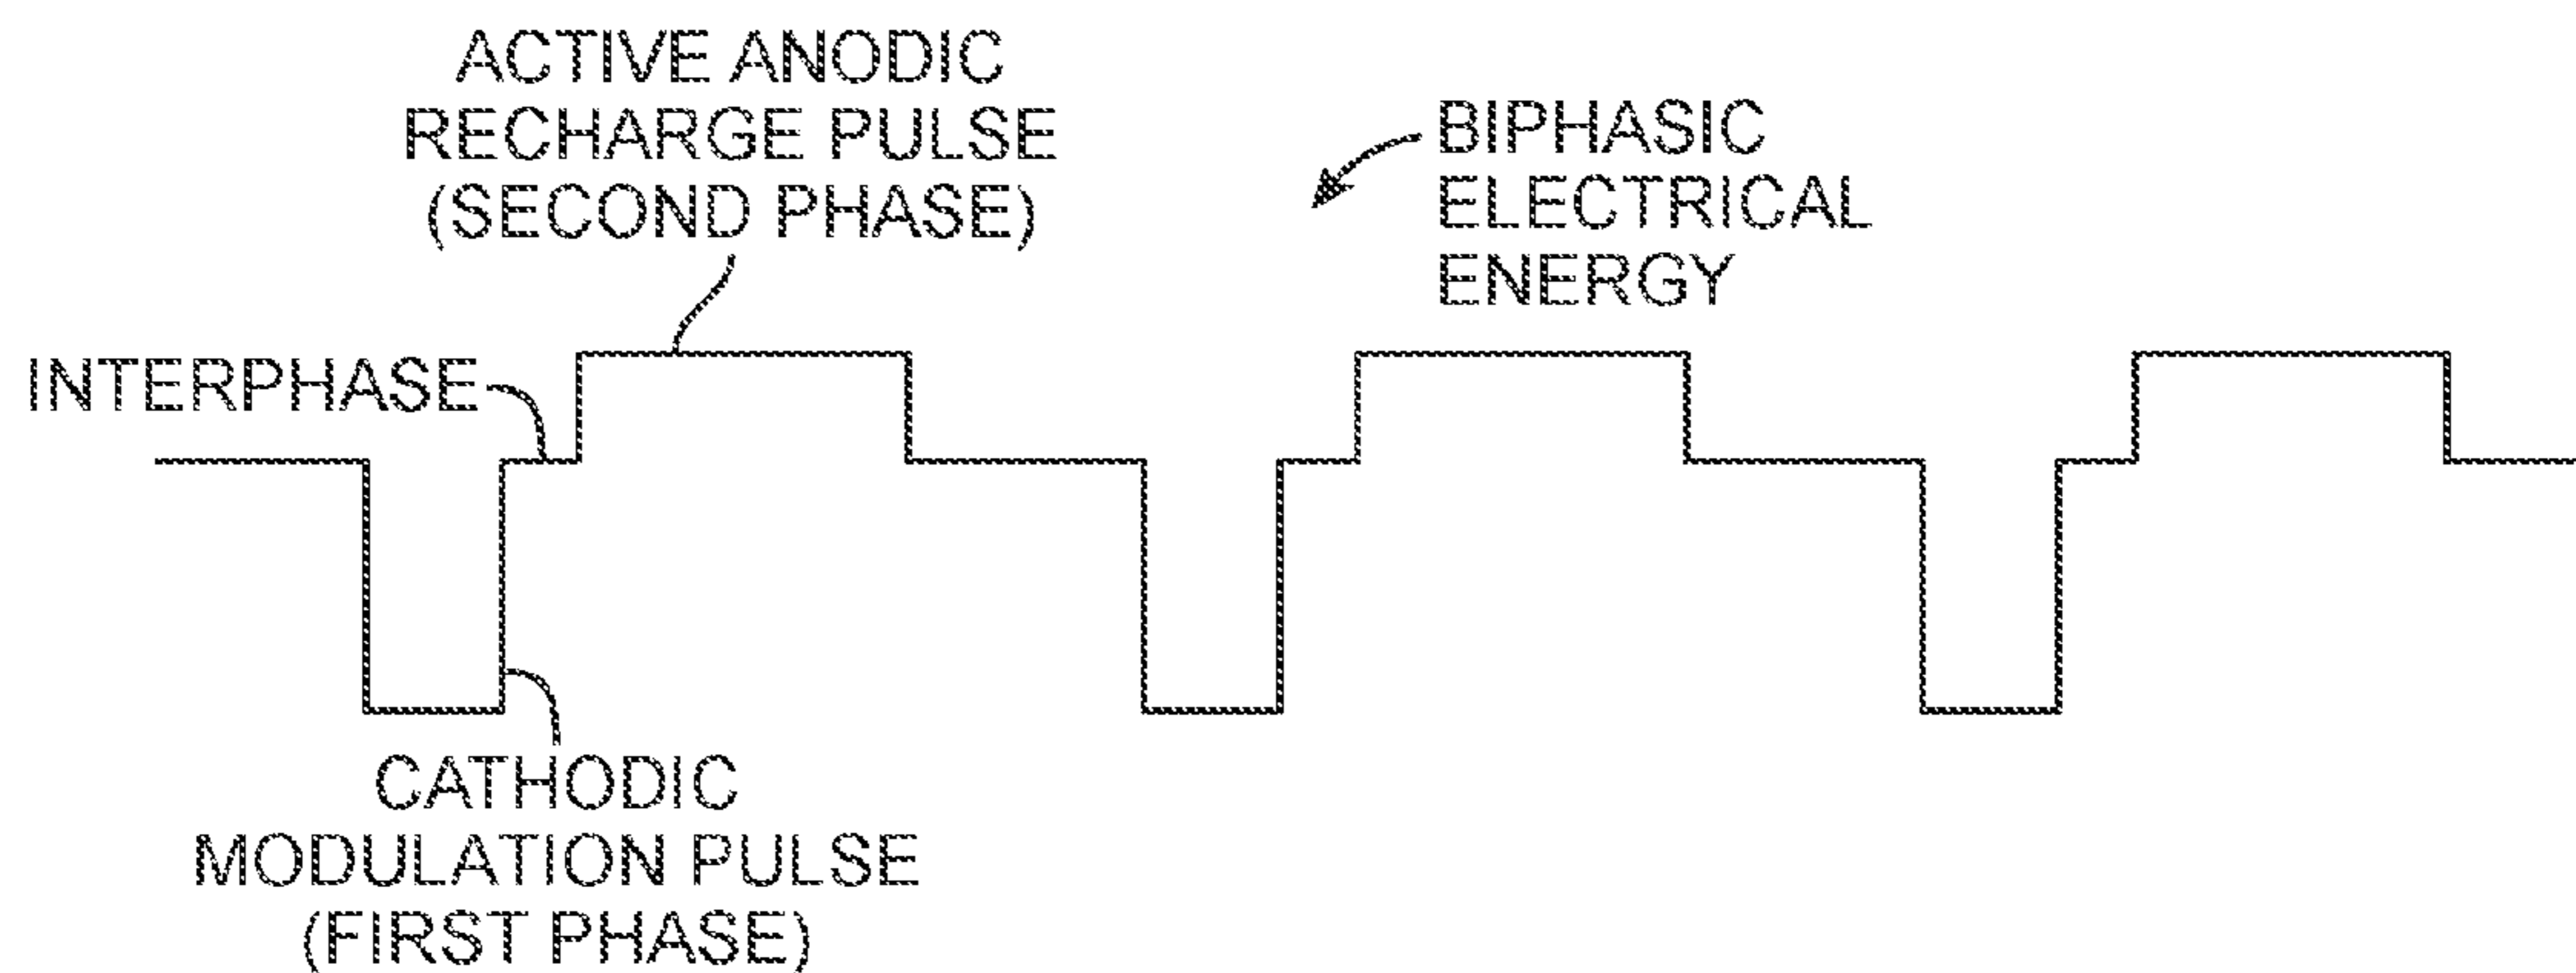 ACTIVE ANODIC
RECHARGE PULSE
(SECOND PHASE)
BIPHASIC
ELECTRICAL
ENERGY
INTERPHASE
CATHODIC
MODULATION PULSE
(FIRST PHASE)